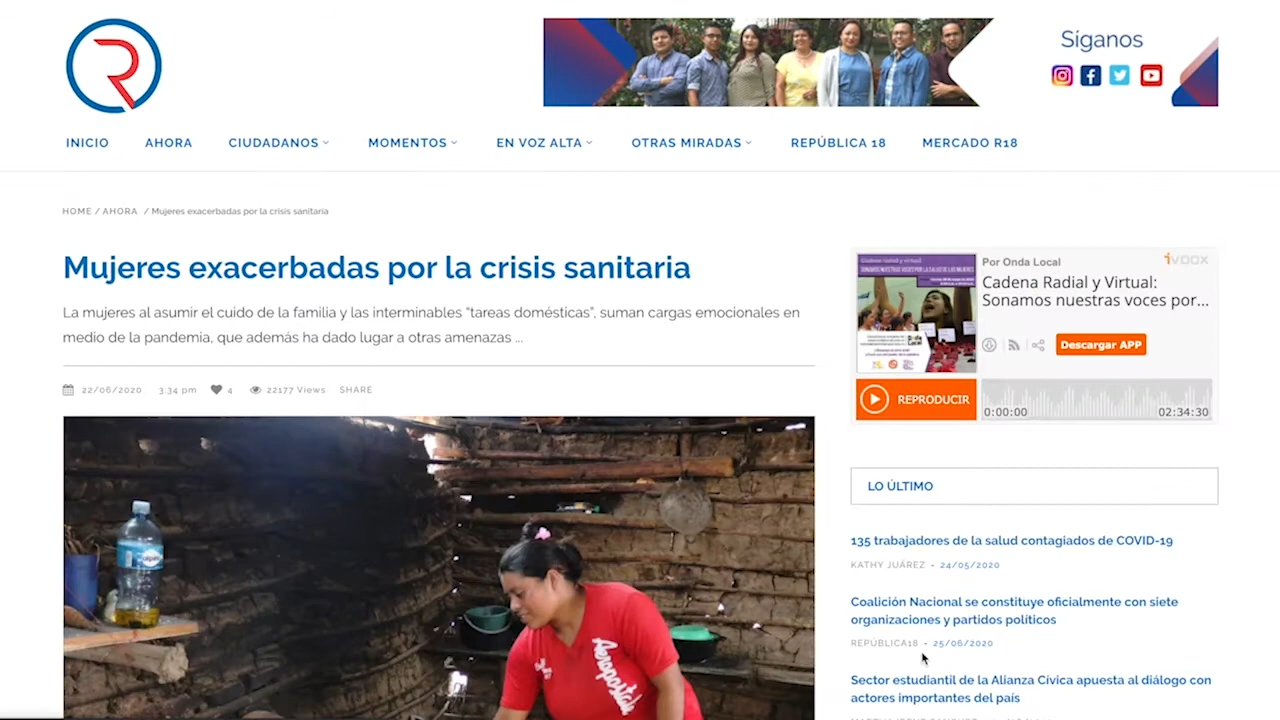 R
Síganos
INICIO
AHORA
CIUDADANOS
MOMENTOS
EN VOZ ALTA
OTRAS MIRADAS
REPÚBLICA 18
MERCADO R18
HOME / AHORA / Mujeres exacerbadas por la crisis sanitaria
Mujeres exacerbadas por la crisis sanitaria
La mujeres al asumir el cuido de la familia y las interminables “tareas domésticas”, suman cargas emocionales en
medio de la pandemia, que además ha dado lugar a otras amenazas ...
22/06/2020 3:34 pm 4 22177 Views SHARE
Aeropostale
Por Onda Local
ivoox
Cadena Radial y Virtual:
Sonamos nuestras voces por...
Descargar APP
REPRODUCIR
0:00:00
02:34:30
LO ÚLTIMO
135 trabajadores de la salud contagiados de COVID-19
KATHY JUÁREZ - 24/05/2020
Coalición Nacional se constituye oficialmente con siete
organizaciones y partidos políticos
REPÚBLICA18 - 25/06/2020
Sector estudiantil de la Alianza Cívica apuesta al diálogo con
actores importantes del país